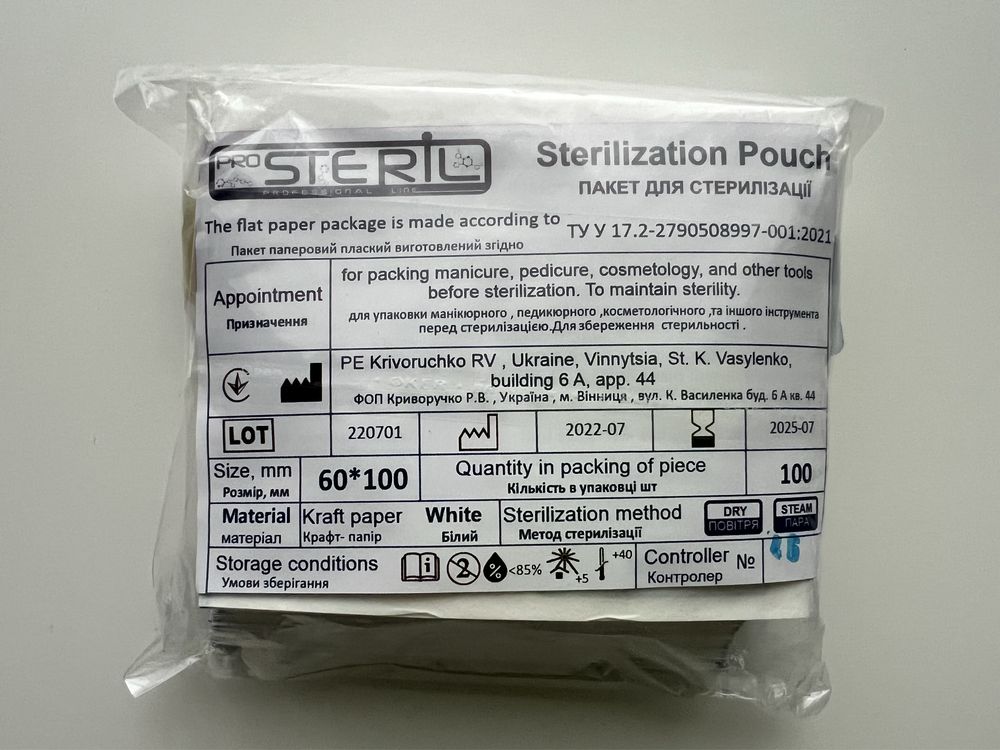 PRO STERIL
PROFESSIONAL LINE
Sterilization Pouch
ПАКЕТ ДЛЯ СТЕРИЛІЗАЦІЇ
The flat paper package is made according to
Пакет паперовий плаский виготовлений згідно
ТУ У 17.2-2790508997-001:2021
Appointment
Призначення
for packing manicure, pedicure, cosmetology, and other tools
before sterilization. To maintain sterility.
для упаковки манікюрного , педикюрного ,косметологічного ,та іншого інструмента
перед стерилізацією.Для збереження стерильності .
PE Krivoruchko RV , Ukraine, Vinnytsia, St. K. Vasylenko,
building 6 A, app. 44
ФОП Криворучко Р.В. , Україна , м. Вінниця , вул. К. Василенка буд. 6 А кв. 44
LOT 220701 2022-07 2025-07
Size, mm
Розмір, мм
60*100
Quantity in packing of piece
Кількість в упаковці шт
100
Material
матеріал
Kraft paper
Крафт- папір
White
Білий
Sterilization method
Метод стерилізації
DRY
ПОВІТРЯ
STEAM
ПАРА
Storage conditions
Умови зберігання
2 % <85% +5 +40
Controller
Контролер
№